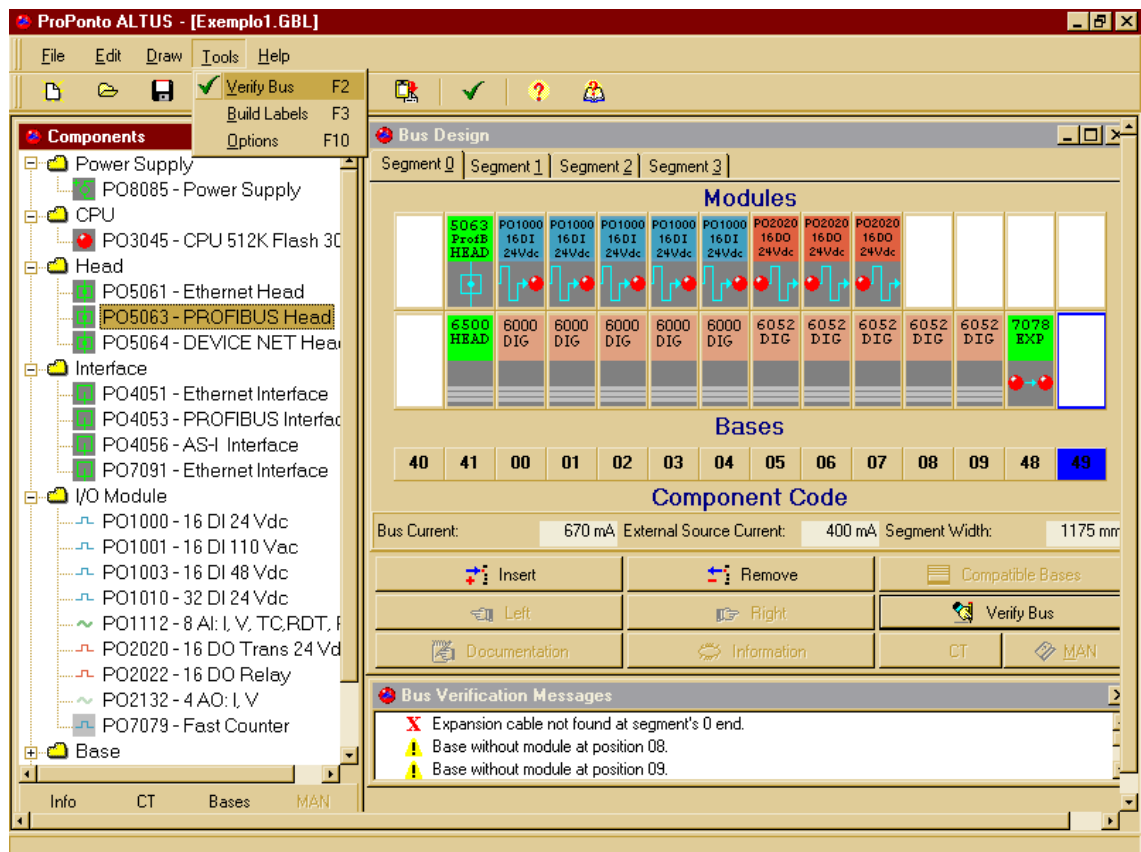 ProPonto ALTUS - [Exemplo1.GBL]
File Edit Draw Tools Help
Verify Bus F2
Build Labels F3
Options F10
Components
Power Supply
PO8085 - Power Supply
CPU
PO3045 - CPU 512K Flash 30
Head
PO5061 - Ethernet Head
PO5063 - PROFIBUS Head
PO5064 - DEVICE NET Hea
Interface
PO4051 - Ethernet Interface
PO4053 - PROFIBUS Interfac
PO4056 - AS-I Interface
PO7091 - Ethernet Interface
I/O Module
PO1000 - 16 DI 24 Vdc
PO1001 - 16 DI 110 Vac
PO1003 - 16 DI 48 Vdc
PO1010 - 32 DI 24 Vdc
PO1112 - 8 AI: I, V, TC,RDT, F
PO2020 - 16 DO Trans 24 Vd
PO2022 - 16 DO Relay
PO2132 - 4 AO: I, V
PO7079 - Fast Counter
Base
Info CT Bases MAN
Bus Design
Segment 0 Segment 1 Segment 2 Segment 3
Modules
5063 PO1000 PO1000 PO1000 PO1000 PO1000 PO2020 PO2020 PO2020
ProfB 16DI 16DI 16DI 16DI 16DI 16DO 16DO 16DO
HEAD 24Vdc 24Vdc 24Vdc 24Vdc 24Vdc 24Vdc 24Vdc 24Vdc
6500 6000 6000 6000 6000 6000 6052 6052 6052 6052 6052 7078
HEAD DIG DIG DIG DIG DIG DIG DIG DIG DIG DIG EXP
Bases
40 41 00 01 02 03 04 05 06 07 08 09 48 49
Component Code
Bus Current: 670 mA External Source Current: 400 mA Segment Width: 1175 mm
Insert Remove Compatible Bases
Left Right Verify Bus
Documentation Information CT MAN
Bus Verification Messages
X Expansion cable not found at segment's 0 end.
Base without module at position 08.
Base without module at position 09.